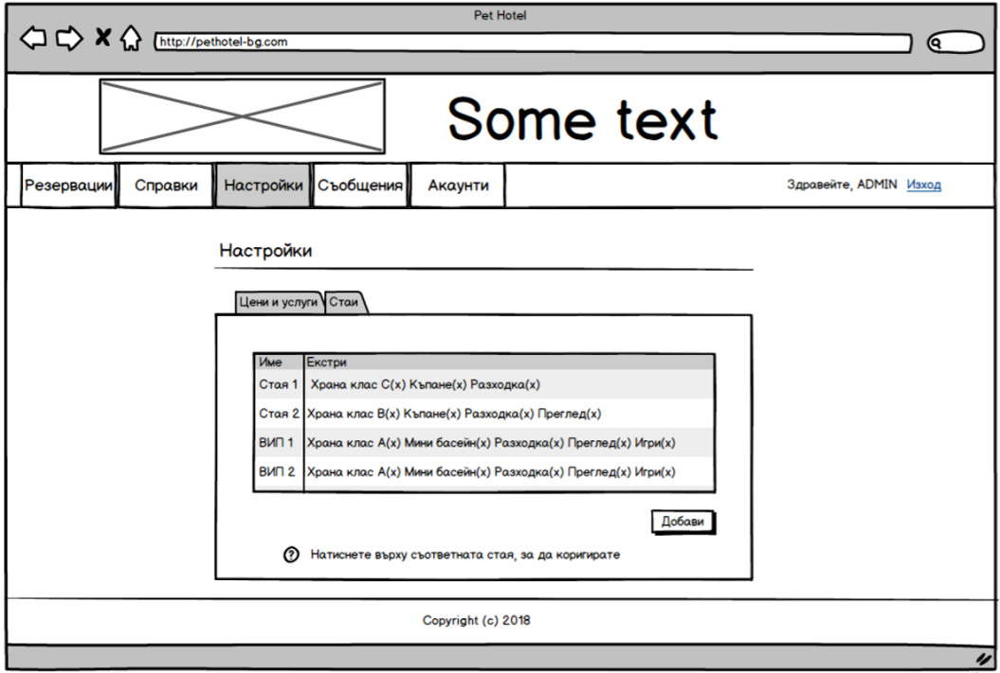 Pet Hotel
http://pethotel-bg.com
Some text
Резервации Справки Настройки Съобщения Акаунти Здравейте, ADMIN Изход
Настройки
Цени и услуги Стаи
Име Екстри
Стая 1 Храна клас C(x) Къпане(x) Разходка(x)
Стая 2 Храна клас B(x) Къпане(x) Разходка(x) Преглед(x)
ВИП 1 Храна клас A(x) Мини басейн(x) Разходка(x) Преглед(x) Игри(x)
ВИП 2 Храна клас A(x) Мини басейн(x) Разходка(x) Преглед(x) Игри(x)
Добави
? Натиснете върху съответната стая, за да коригирате
Copyright (c) 2018